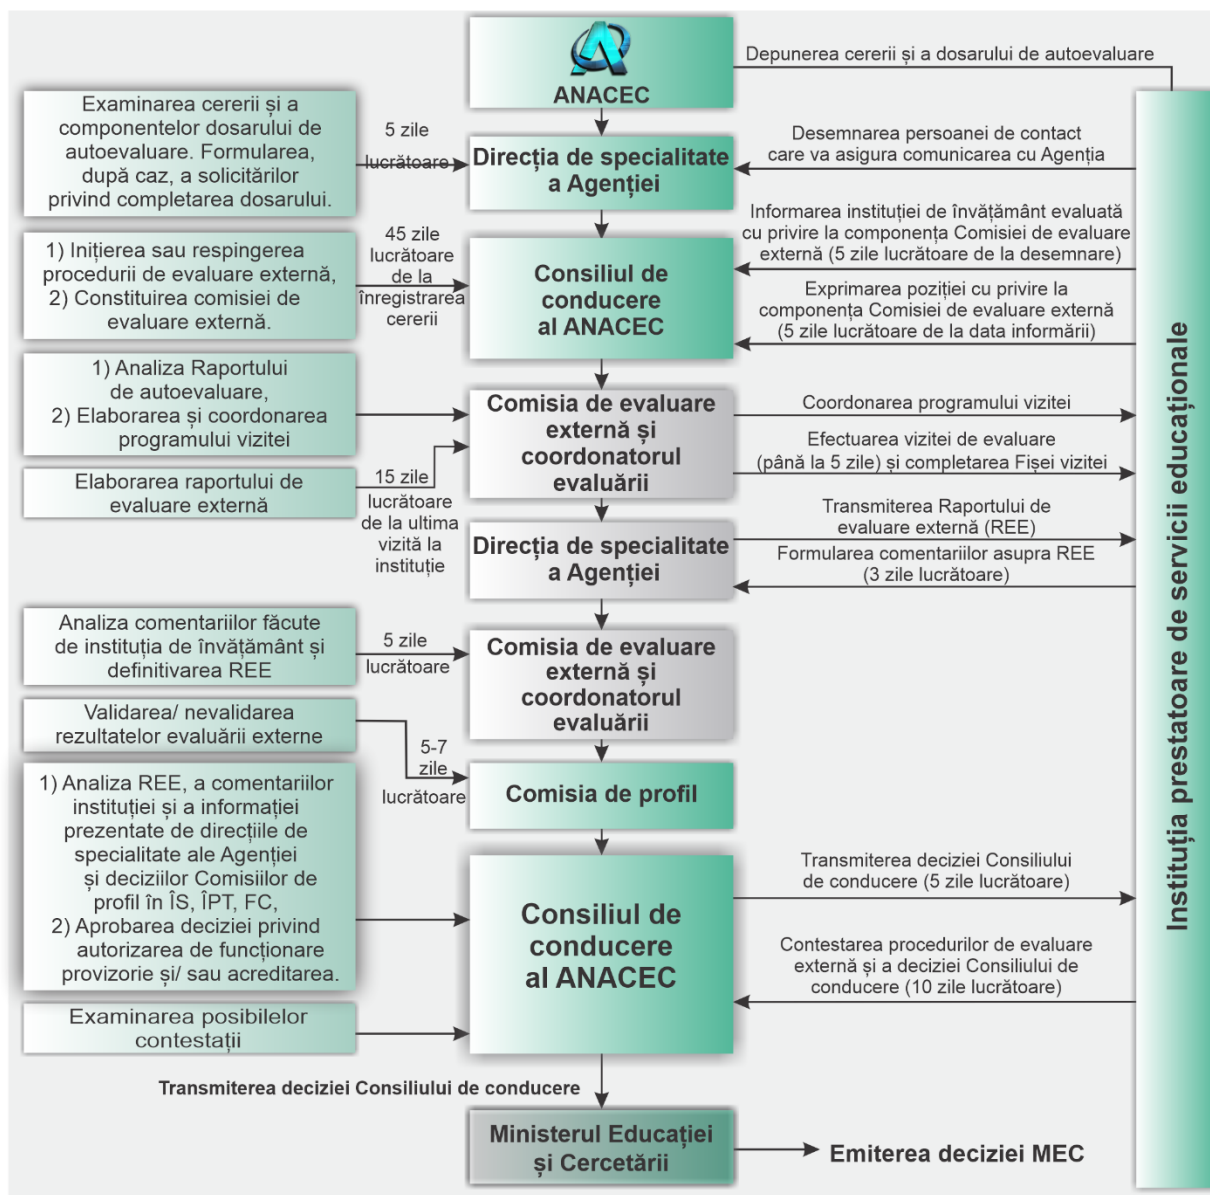 ANACEC
Depunerea cererii și a dosarului de autoevaluare
Examinarea cererii și a
componentelor dosarului de
autoevaluare. Formularea,
după caz, a solicitărilor
privind completarea dosarului.
5 zile
lucrătoare
Direcția de specialitate
a Agenției
Desemnarea persoanei de contact
care va asigura comunicarea cu Agenția
1) Inițierea sau respingerea
procedurii de evaluare externă,
2) Constituirea comisiei de
evaluare externă.
45 zile
lucrătoare
de la
înregistrarea
cererii
Consiliul de
conducere
al ANACEC
Informarea instituției de învățământ evaluată
cu privire la componența Comisiei de evaluare
externă (5 zile lucrătoare de la desemnare)
Exprimarea poziției cu privire la
componența Comisiei de evaluare externă
(5 zile lucrătoare de la data informării)
1) Analiza Raportului
de autoevaluare,
2) Elaborarea și coordonarea
programului vizitei
Comisia de evaluare
externă și
coordonatorul
evaluării
Coordonarea programului vizitei
Efectuarea vizitei de evaluare
(până la 5 zile) și completarea Fișei vizitei
Elaborarea raportului de
evaluare externă
15 zile
lucrătoare
de la ultima
vizită la
instituție
Direcția de specialitate
a Agenției
Transmiterea Raportului de
evaluare externă (REE)
Formularea comentariilor asupra REE
(3 zile lucrătoare)
Analiza comentariilor făcute
de instituția de învățământ și
definitivarea REE
5 zile
lucrătoare
Comisia de evaluare
externă și
coordonatorul
evaluării
Validarea/ nevalidarea
rezultatelor evaluării externe
5-7
zile
lucrătoare
Comisia de profil
1) Analiza REE, a comentariilor
instituției și a informației
prezentate de direcțiile de
specialitate ale Agenției
și deciziilor Comisiilor de
profil în ÎS, ÎPT, FC,
2) Aprobarea deciziei privind
autorizarea de funcționare
provizorie și/ sau acreditarea.
Consiliul de
conducere
al ANACEC
Transmiterea deciziei Consiliului
de conducere (5 zile lucrătoare)
Contestarea procedurilor de evaluare
externă și a deciziei Consiliului de
conducere (10 zile lucrătoare)
Examinarea posibilelor
contestații
Transmiterea deciziei Consiliului de conducere
Ministerul Educației
și Cercetării
Emiterea deciziei MEC
Instituția prestatoare de servicii educaționale